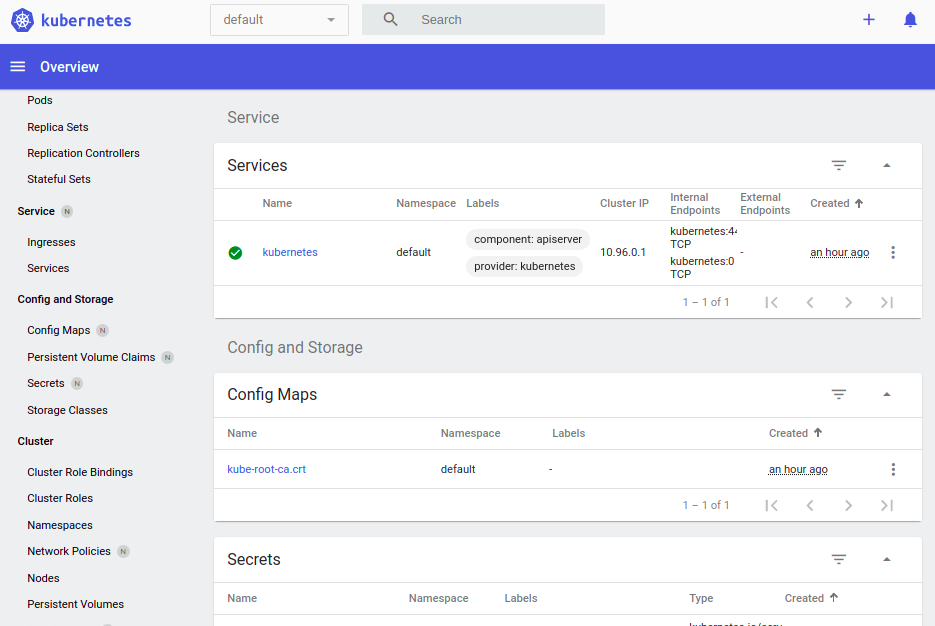 kubernetes
default
Search
Overview
Pods
Replica Sets
Replication Controllers
Stateful Sets
Service N
Ingresses
Services
Config and Storage
Config Maps N
Persistent Volume Claims N
Secrets N
Storage Classes
Cluster
Cluster Role Bindings
Cluster Roles
Namespaces
Network Policies N
Nodes
Persistent Volumes
Service
Services
Name Namespace Labels Cluster IP Internal Endpoints External Endpoints Created
kubernetes default component: apiserver provider: kubernetes 10.96.0.1 kubernetes:44 TCP kubernetes:0 TCP - an hour ago
1 – 1 of 1
Config and Storage
Config Maps
Name Namespace Labels Created
kube-root-ca.crt default - an hour ago
1 – 1 of 1
Secrets
Name Namespace Labels Type Created